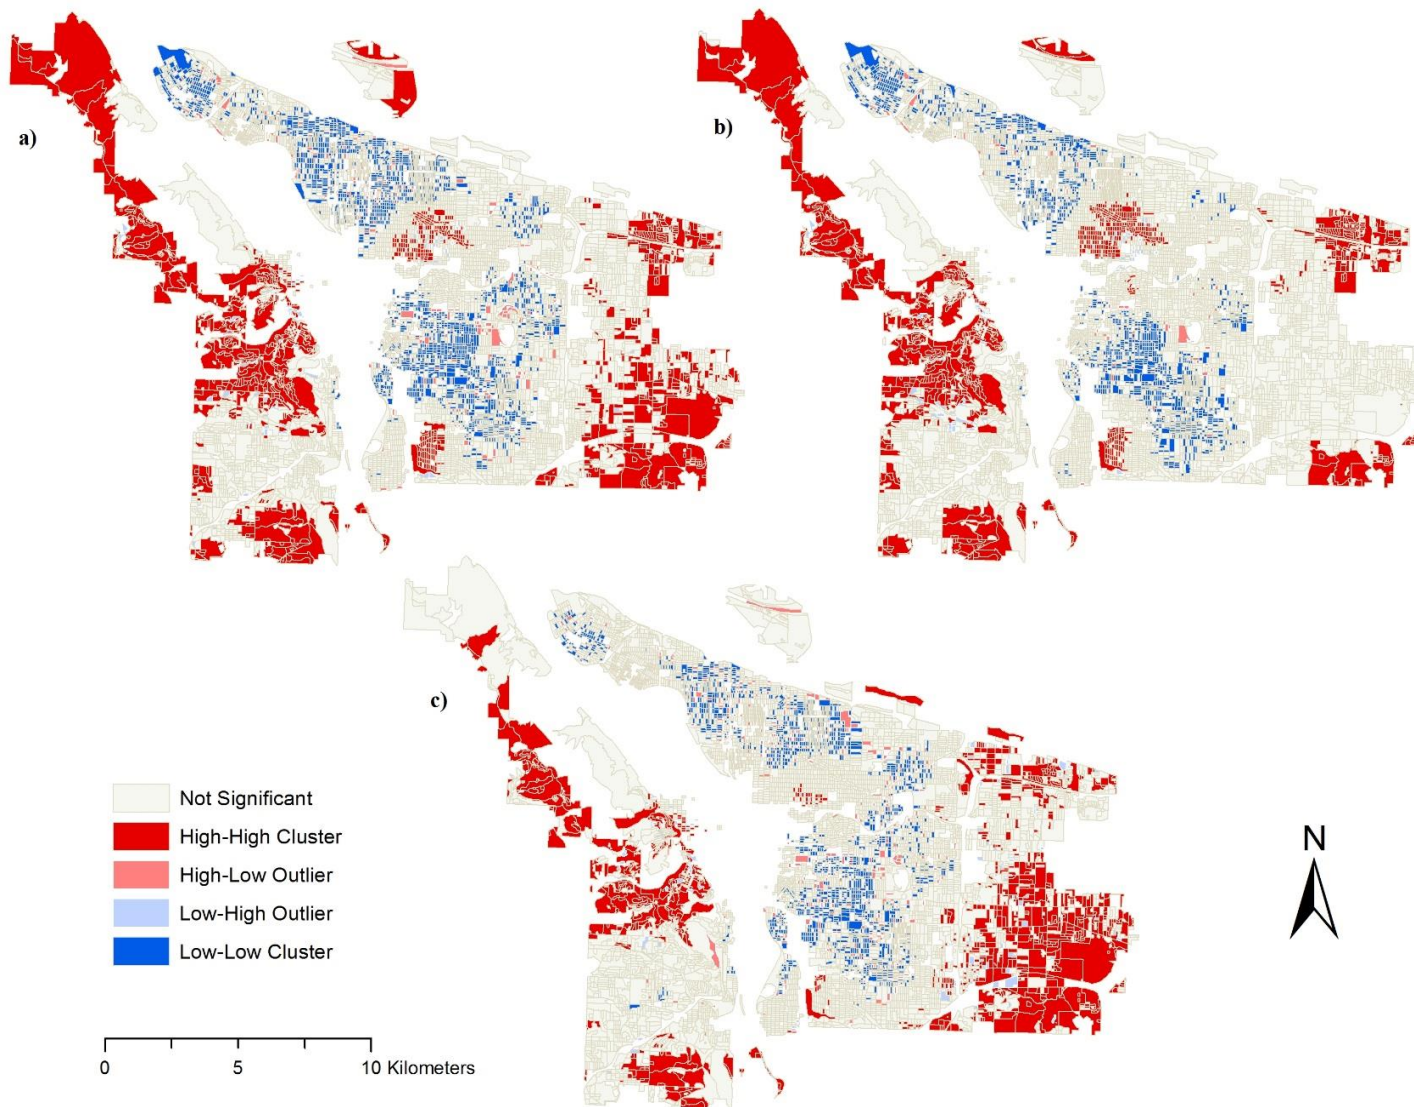 a)
b)
c)
Not Significant
High-High Cluster
High-Low Outlier
Low-High Outlier
Low-Low Cluster
N
0 5 10 Kilometers